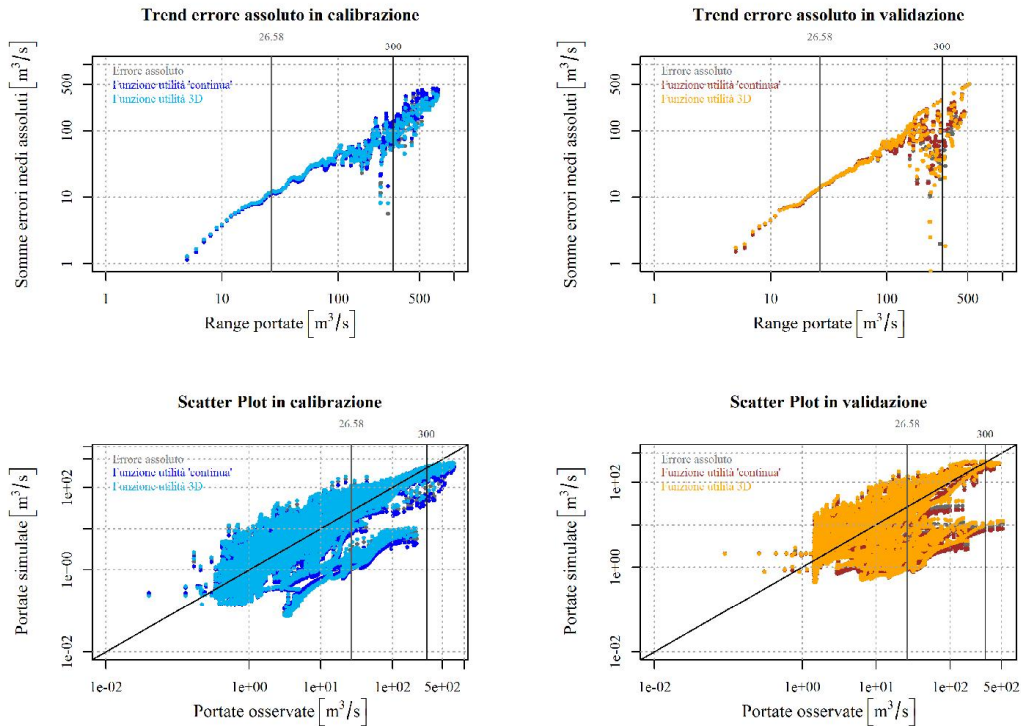 Trend errore assoluto in calibrazione
26.58
300
Errore assoluto
Funzione utilità 'continua'
Funzione utilità 3D
Somme errori medi assoluti [m³/s]
500
100
10
1
1
10
100
500
Range portate [m³/s]
Trend errore assoluto in validazione
26.58
300
Errore assoluto
Funzione utilità 'continua'
Funzione utilità 3D
Somme errori medi assoluti [m³/s]
500
100
10
1
1
10
100
500
Range portate [m³/s]
Scatter Plot in calibrazione
26.58
300
Errore assoluto
Funzione utilità 'continua'
Funzione utilità 3D
Portate simulate [m³/s]
1e+02
1e+00
1e-02
1e-02
1e+00
1e+01
1e+02
5e+02
Portate osservate [m³/s]
Scatter Plot in validazione
26.58
300
Errore assoluto
Funzione utilità 'continua'
Funzione utilità 3D
Portate simulate [m³/s]
1e+02
1e+00
1e-02
1e-02
1e+00
1e+01
1e+02
5e+02
Portate osservate [m³/s]